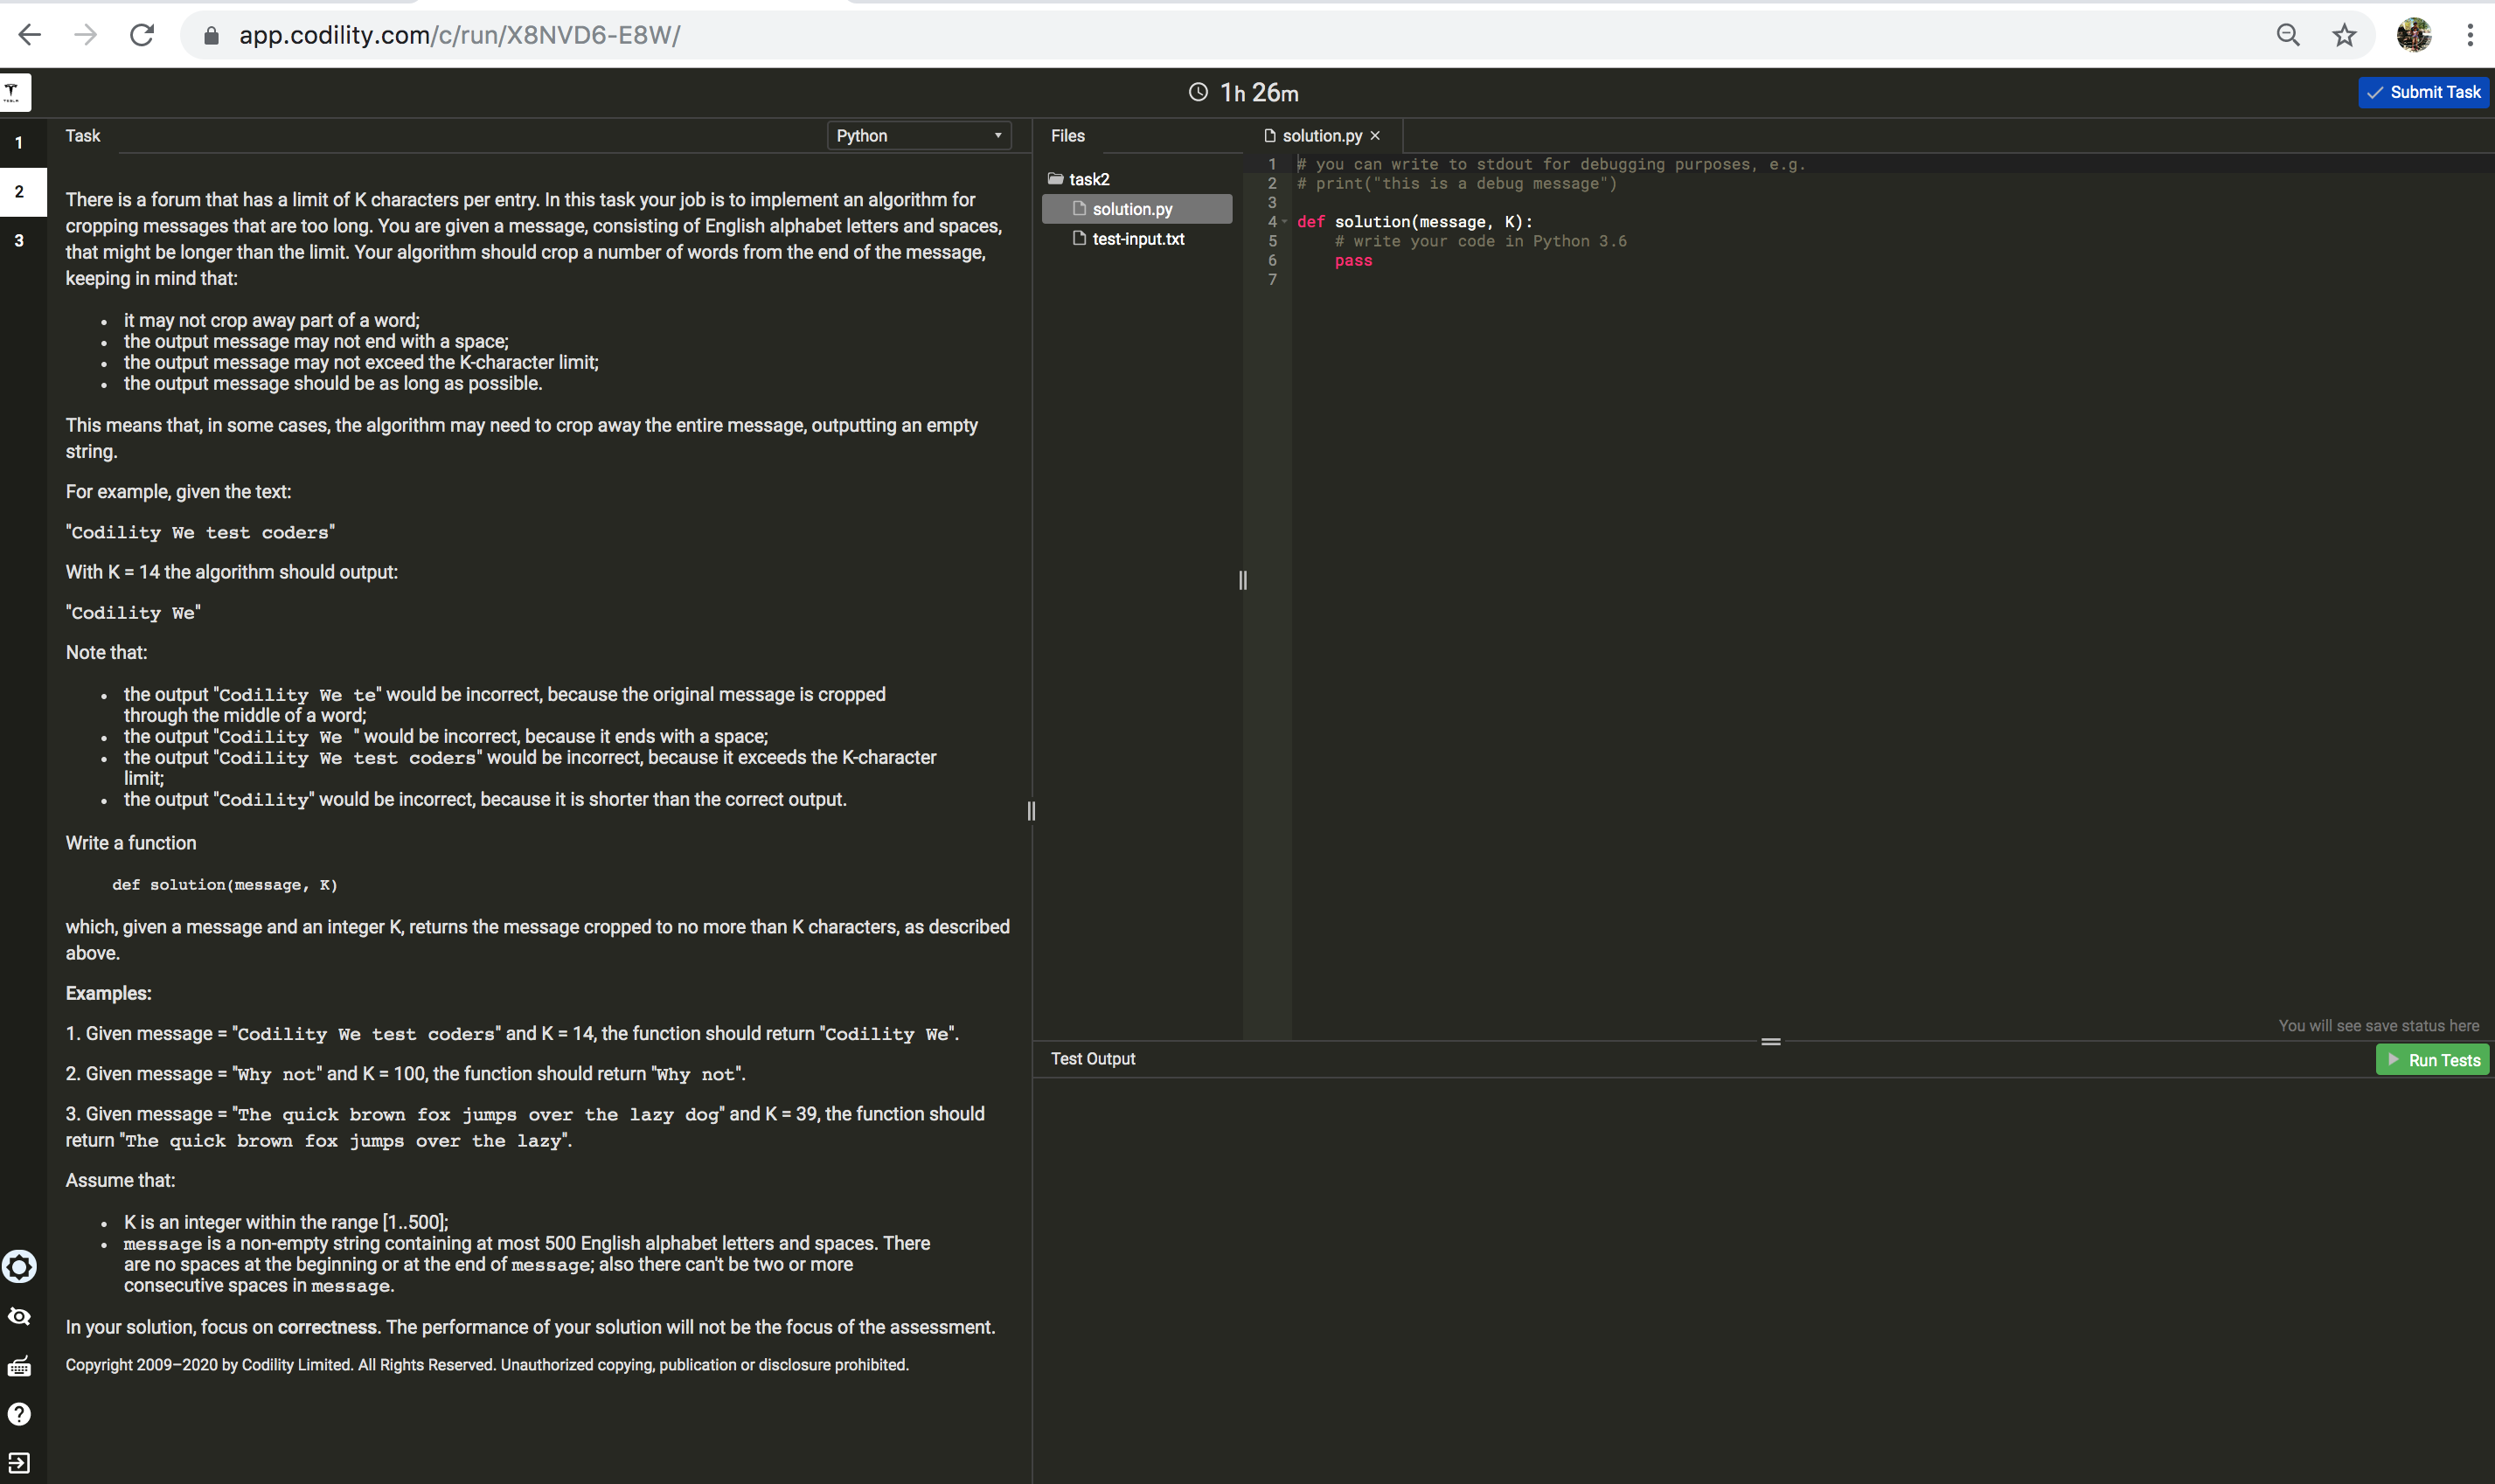 app.codility.com/c/run/X8NVD6-E8W/
TESLA
1h 26m
Submit Task
1
2
3
Task
Python
There is a forum that has a limit of K characters per entry. In this task your job is to implement an algorithm for
cropping messages that are too long. You are given a message, consisting of English alphabet letters and spaces,
that might be longer than the limit. Your algorithm should crop a number of words from the end of the message,
keeping in mind that:
• it may not crop away part of a word;
• the output message may not end with a space;
• the output message may not exceed the K-character limit;
• the output message should be as long as possible.
This means that, in some cases, the algorithm may need to crop away the entire message, outputting an empty
string.
For example, given the text:
"Codility We test coders"
With K = 14 the algorithm should output:
"Codility We"
Note that:
• the output "Codility We te" would be incorrect, because the original message is cropped
through the middle of a word;
• the output "Codility We " would be incorrect, because it ends with a space;
• the output "Codility We test coders" would be incorrect, because it exceeds the K-character
limit;
• the output "Codility" would be incorrect, because it is shorter than the correct output.
Write a function
def solution(message, K)
which, given a message and an integer K, returns the message cropped to no more than K characters, as described
above.
Examples:
1. Given message = "Codility We test coders" and K = 14, the function should return "Codility We".
2. Given message = "Why not" and K = 100, the function should return "Why not".
3. Given message = "The quick brown fox jumps over the lazy dog" and K = 39, the function should
return "The quick brown fox jumps over the lazy".
Assume that:
• K is an integer within the range [1..500];
• message is a non-empty string containing at most 500 English alphabet letters and spaces. There
are no spaces at the beginning or at the end of message; also there can't be two or more
consecutive spaces in message.
In your solution, focus on correctness. The performance of your solution will not be the focus of the assessment.
Copyright 2009–2020 by Codility Limited. All Rights Reserved. Unauthorized copying, publication or disclosure prohibited.
Files
task2
solution.py
test-input.txt
solution.py ×
1 # you can write to stdout for debugging purposes, e.g.
2 # print("this is a debug message")
3
4 def solution(message, K):
5 # write your code in Python 3.6
6 pass
7
You will see save status here
Test Output
Run Tests